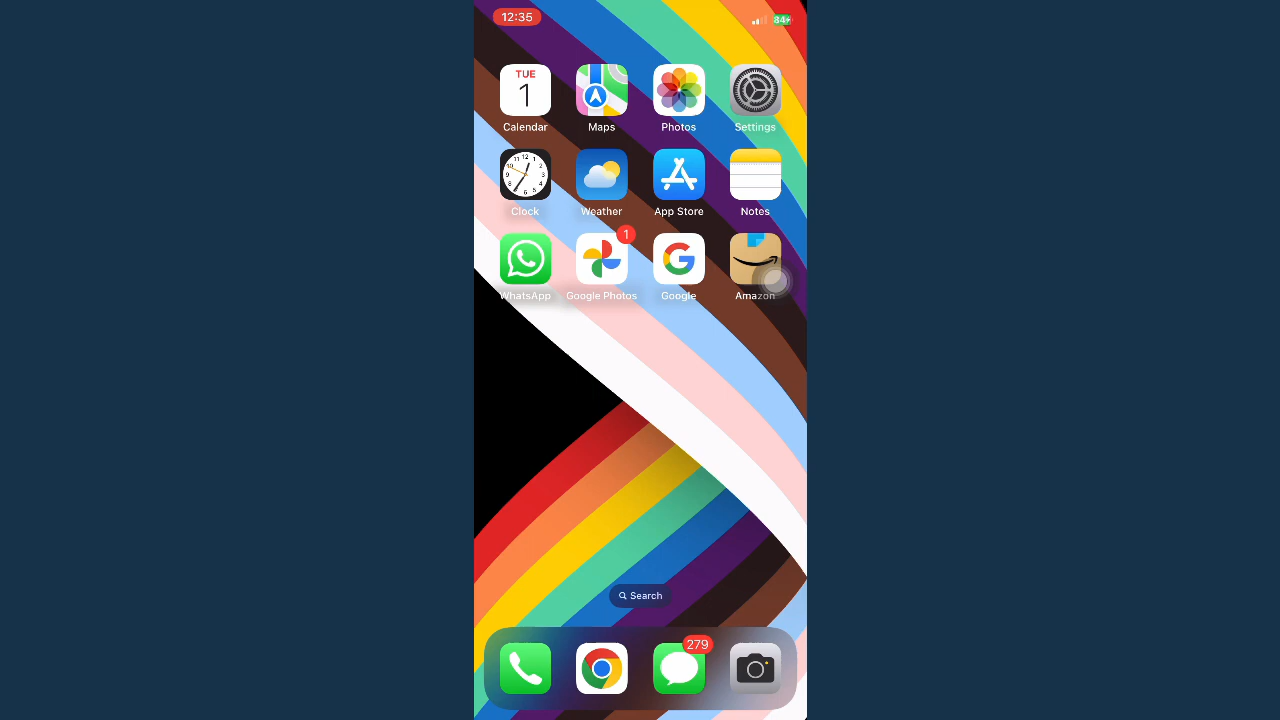 12:35
84
TUE
1
Calendar
Maps
Photos
Settings
Clock
Weather
App Store
Notes
1
WhatsApp
Google Photos
Google
Amazon
Search
279